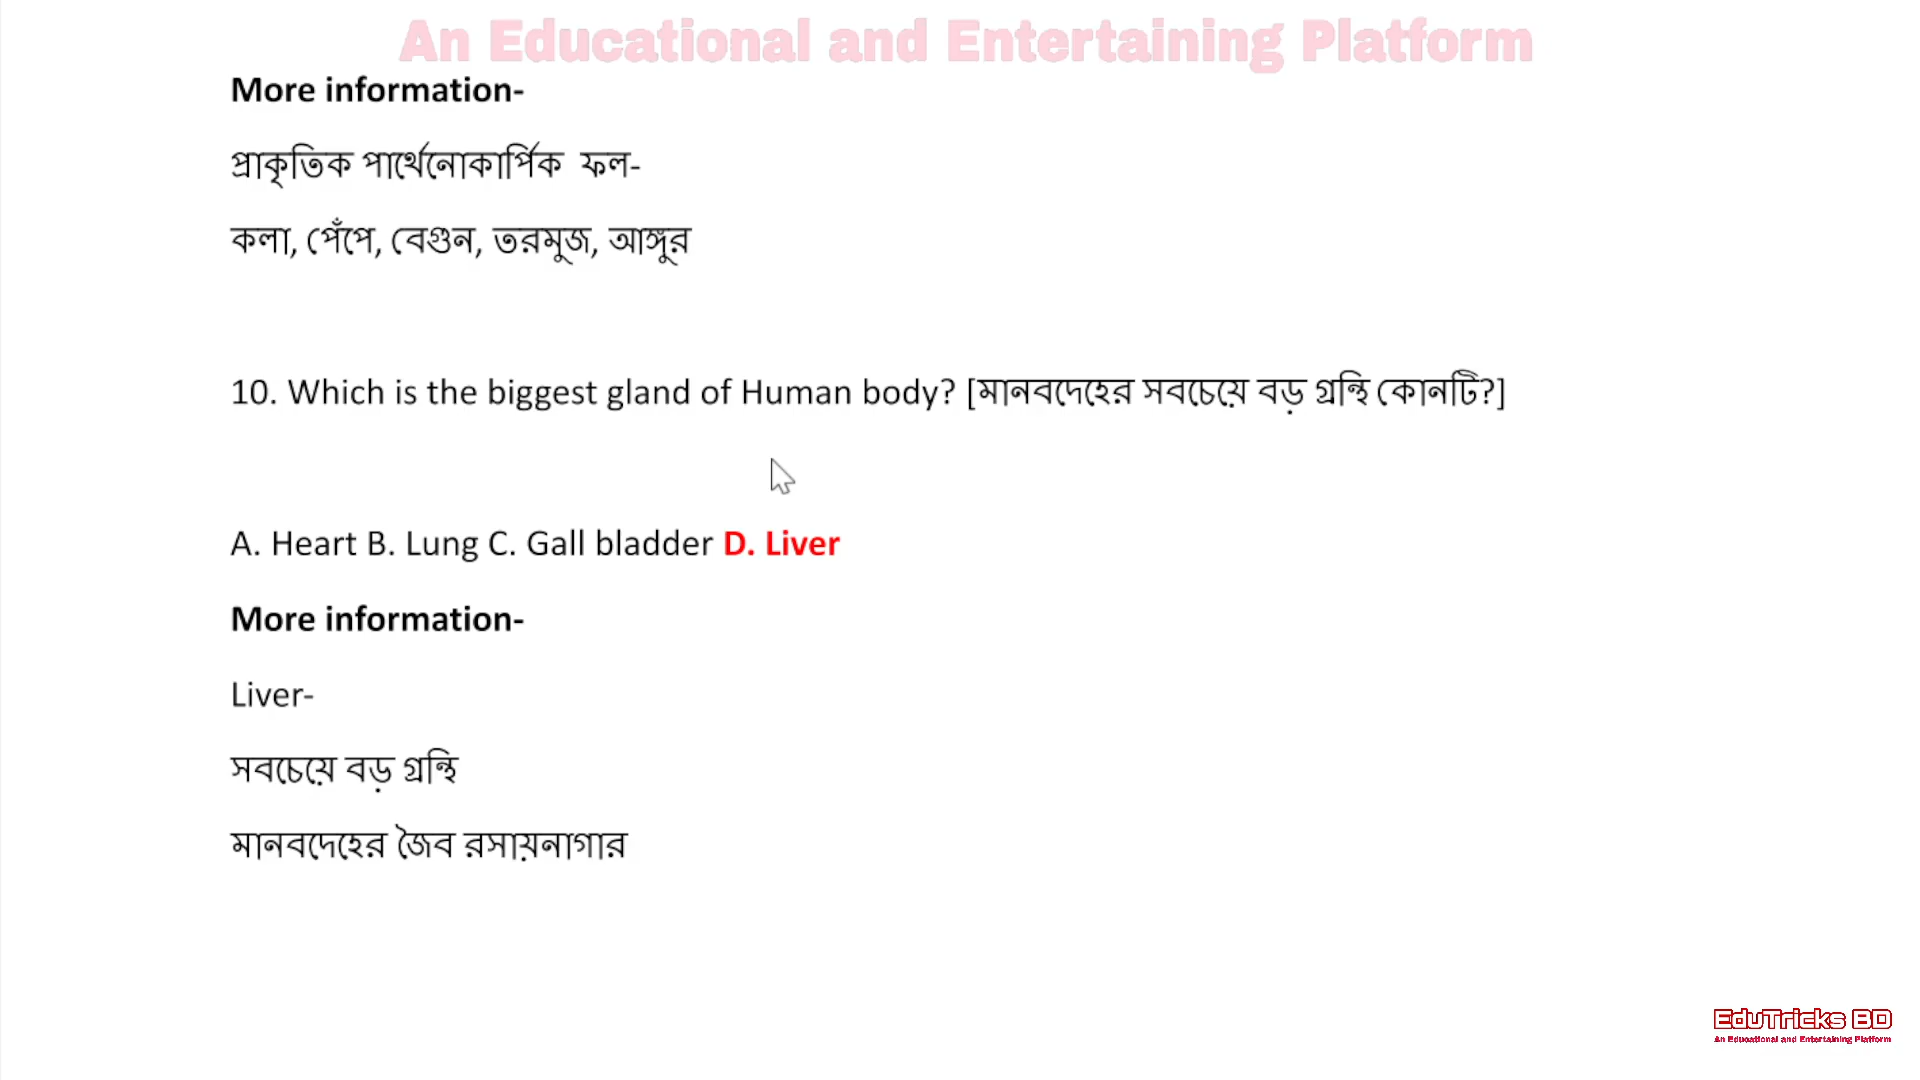 An Educational and Entertaining Platform
More information-
প্রাকৃতিক পার্থেনোকার্পিক ফল-
কলা, পেঁপে, বেগুন, তরমুজ, আঙ্গুর
10. Which is the biggest gland of Human body? [মানবদেহের সবচেয়ে বড় গ্রন্থি কোনটি?]
A. Heart B. Lung C. Gall bladder D. Liver
More information-
Liver-
সবচেয়ে বড় গ্রন্থি
মানবদেহের জৈব রসায়নাগার
EduTricks BD
An Educational and Entertaining Platform